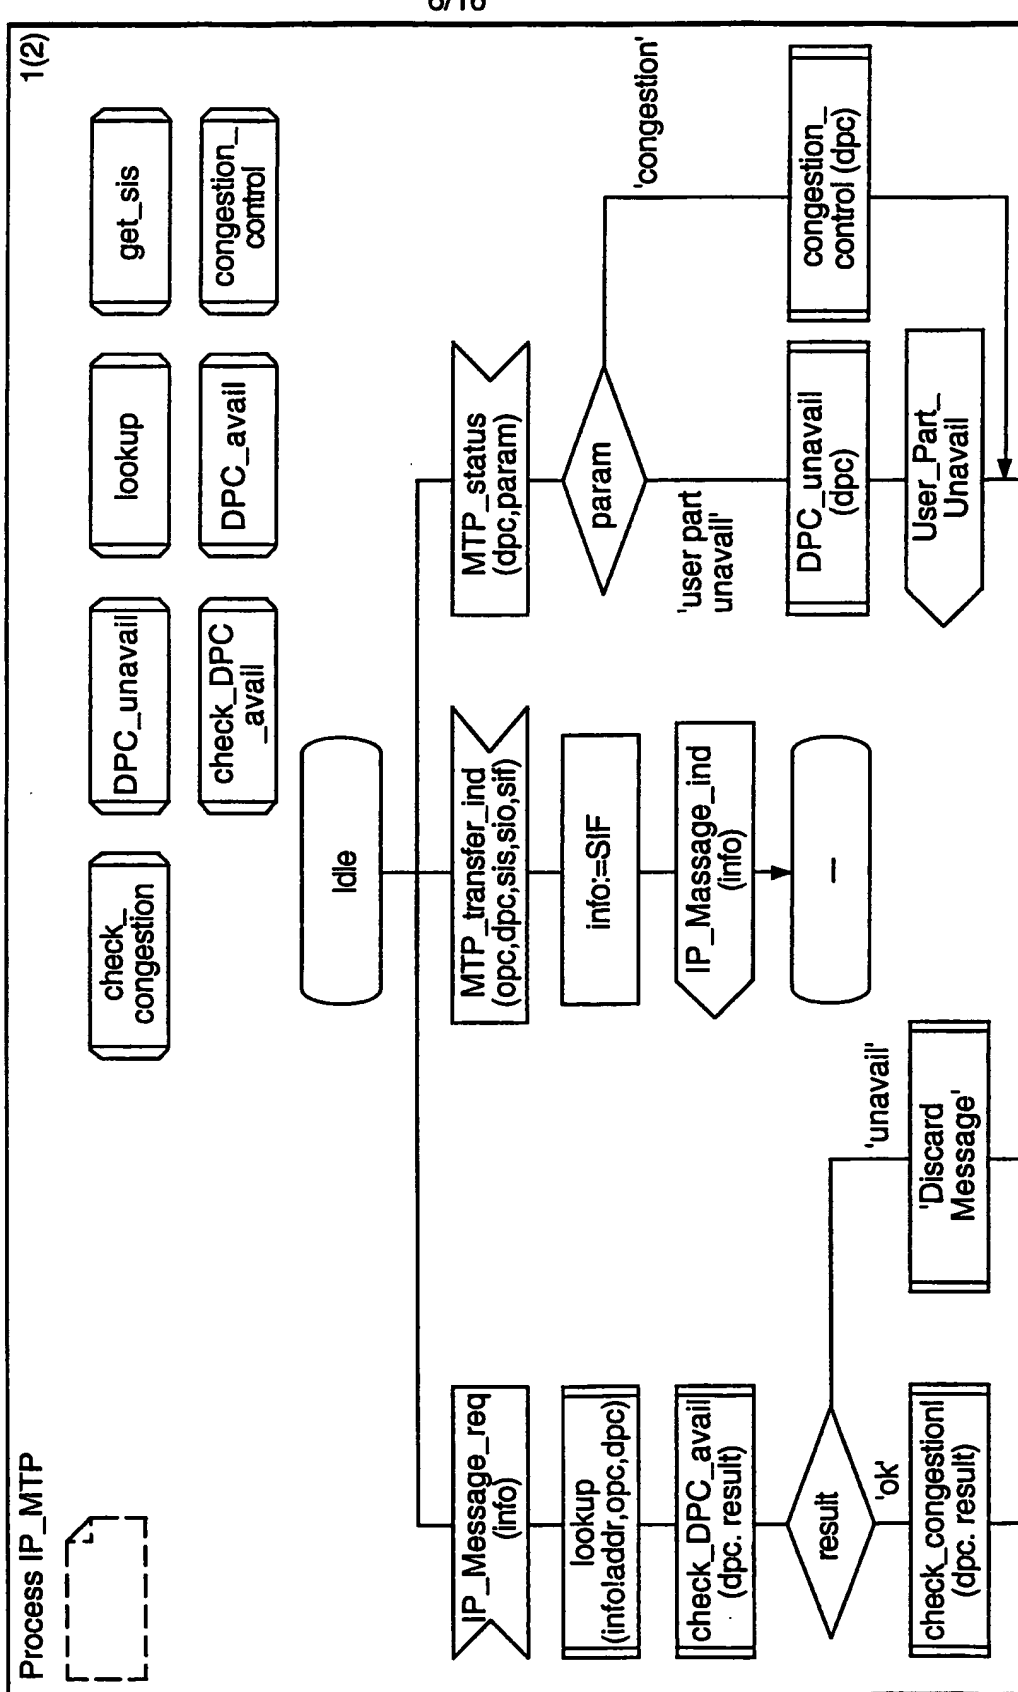 6/16
Process IP_MTP
1(2)
check_
congestion
DPC_unavail
lookup
get_sis
check_DPC
_avail
DPC_avail
congestion_
control
Idle
IP_Message_req
(info)
MTP_transfer_ind
(opc,dpc,sis,sio,sif)
MTP_status
(dpc,param)
lookup
(info!addr,opc,dpc)
info:=SIF
param
check_DPC_avail
(dpc. result)
IP_Massage_ind
(info)
'user part
unavail'
'congestion'
result
—
DPC_unavail
(dpc)
congestion_
control (dpc)
'ok'
'unavail'
check_congestionl
(dpc. result)
'Discard
Message'
User_Part_
Unavail